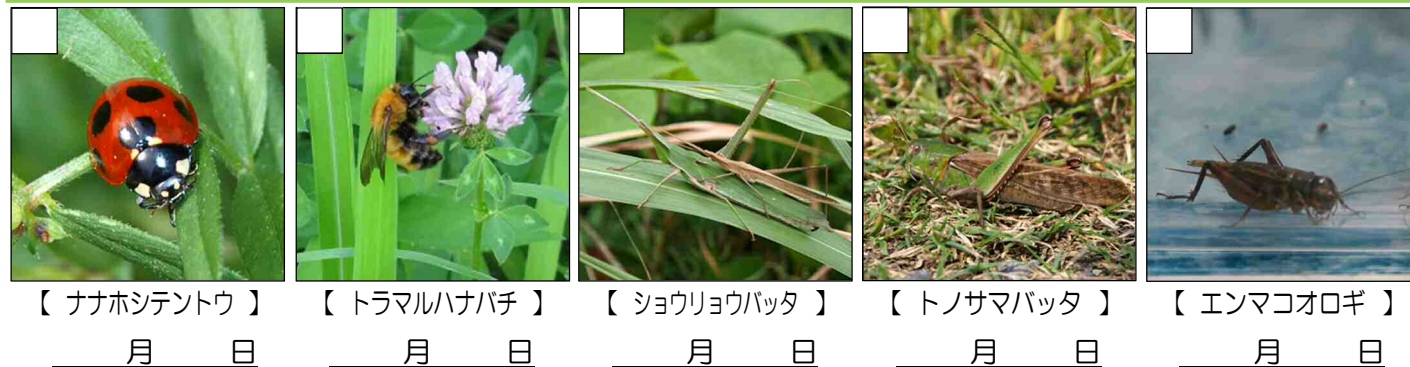 【 ナナホシテントウ 】 【 トラマルハナバチ 】 【 ショウリョウバッタ 】 【 トノサマバッタ 】 【 エンマコオロギ 】
月 日 月 日 月 日 月 日 月 日